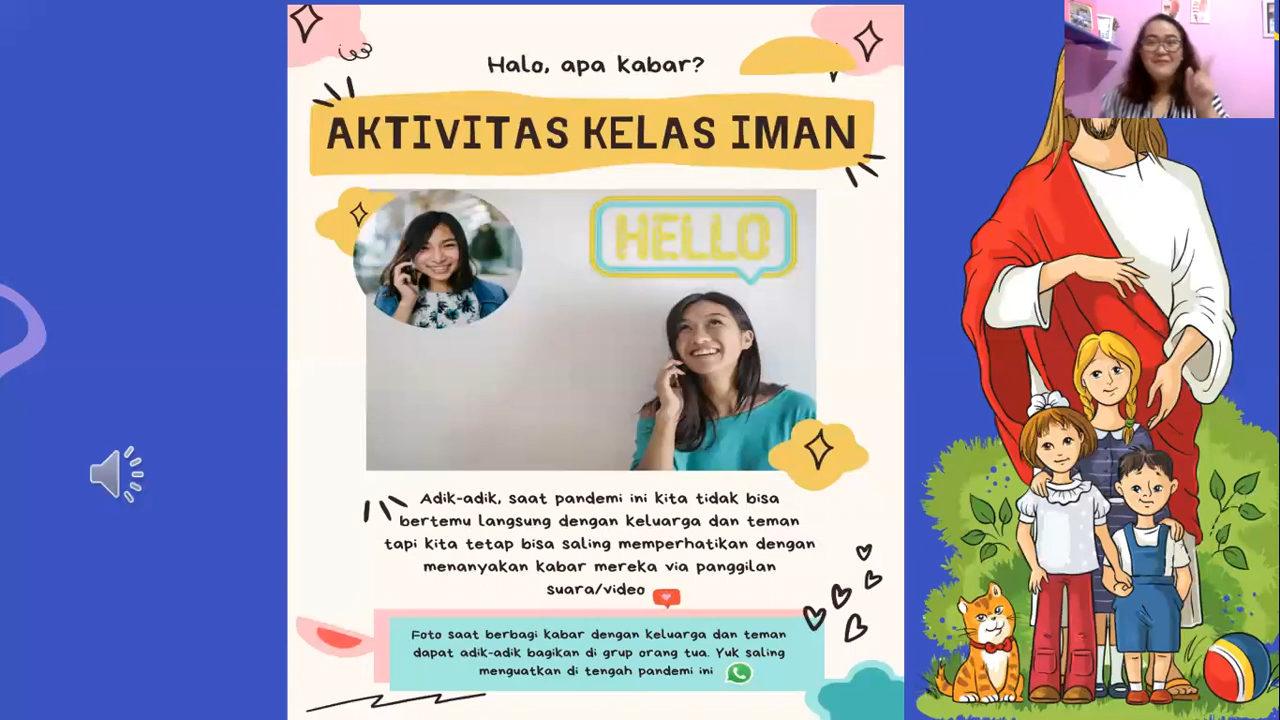 Halo, apa kabar?
AKTIVITAS KELAS IMAN
HELLO
Adik-adik, saat pandemi ini kita tidak bisa
bertemu langsung dengan keluarga dan teman
tapi kita tetap bisa saling memperhatikan dengan
menanyakan kabar mereka via panggilan
suara/video
Foto saat berbagi kabar dengan keluarga dan teman
dapat adik-adik bagikan di grup orang tua. Yuk saling
menguatkan di tengah pandemi ini